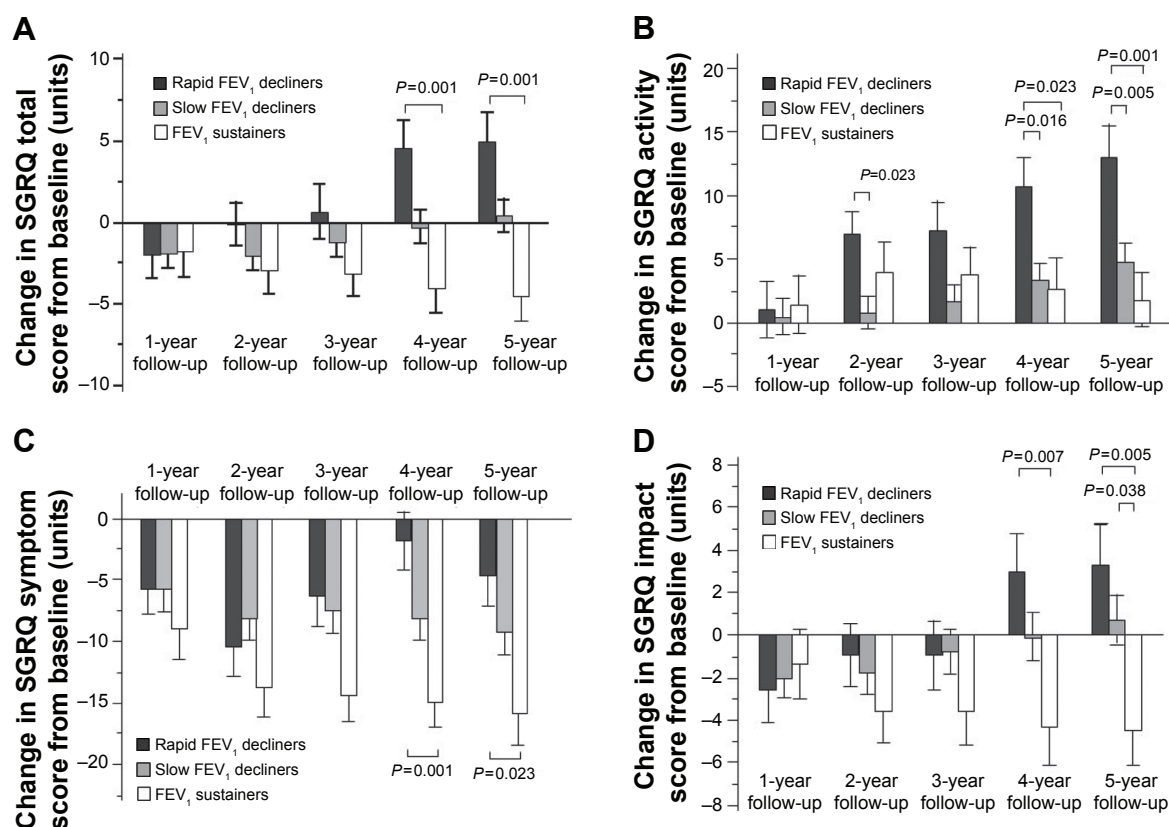 A
Change in SGRQ total
score from baseline (units)
10
5
0
–5
–10
Rapid FEV₁ decliners
Slow FEV₁ decliners
FEV₁ sustainers
P=0.001
P=0.001
1-year
follow-up
2-year
follow-up
3-year
follow-up
4-year
follow-up
5-year
follow-up
B
Change in SGRQ activity
score from baseline (units)
20
15
10
5
0
–5
Rapid FEV₁ decliners
Slow FEV₁ decliners
FEV₁ sustainers
P=0.023
P=0.023
P=0.016
P=0.001
P=0.005
1-year
follow-up
2-year
follow-up
3-year
follow-up
4-year
follow-up
5-year
follow-up
C
Change in SGRQ symptom
score from baseline (units)
1-year
follow-up
2-year
follow-up
3-year
follow-up
4-year
follow-up
5-year
follow-up
0
–5
–10
–15
–20
Rapid FEV₁ decliners
Slow FEV₁ decliners
FEV₁ sustainers
P=0.001
P=0.023
D
Change in SGRQ impact
score from baseline (units)
8
6
4
2
0
–2
–4
–6
–8
Rapid FEV₁ decliners
Slow FEV₁ decliners
FEV₁ sustainers
P=0.007
P=0.005
P=0.038
1-year
follow-up
2-year
follow-up
3-year
follow-up
4-year
follow-up
5-year
follow-up